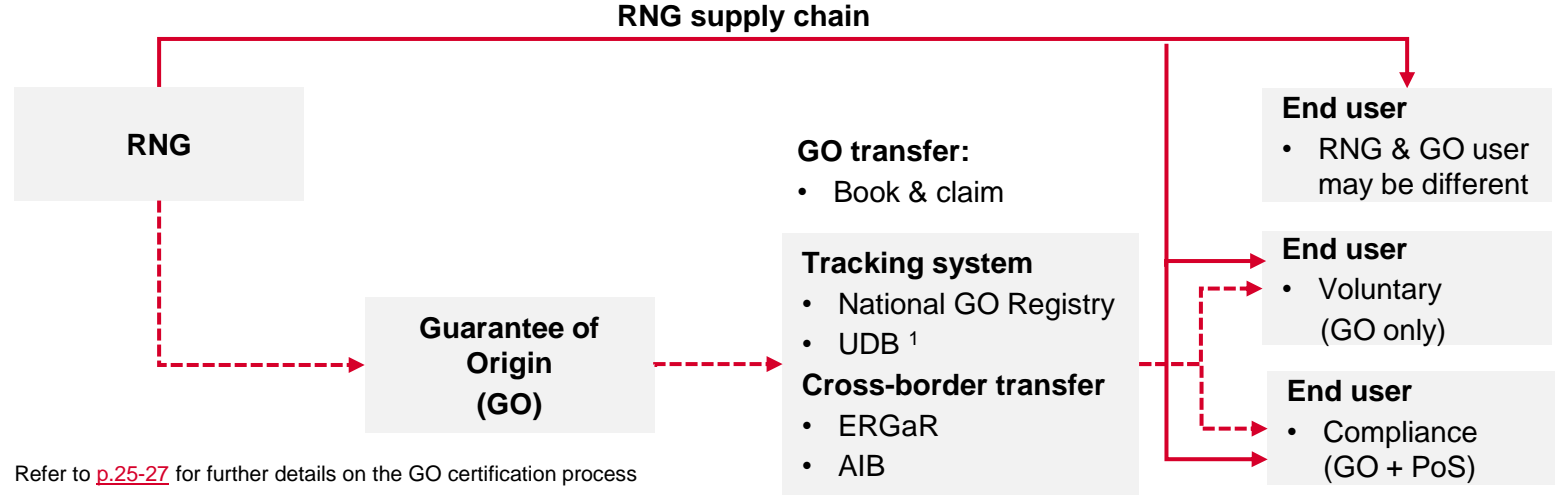 RNG supply chain
RNG
Guarantee of
Origin
(GO)
GO transfer:
• Book & claim
Tracking system
• National GO Registry
• UDB ¹
Cross-border transfer
• ERGaR
• AIB
End user
• RNG & GO user
may be different
End user
• Voluntary
(GO only)
End user
• Compliance
(GO + PoS)
Refer to p.25-27 for further details on the GO certification process